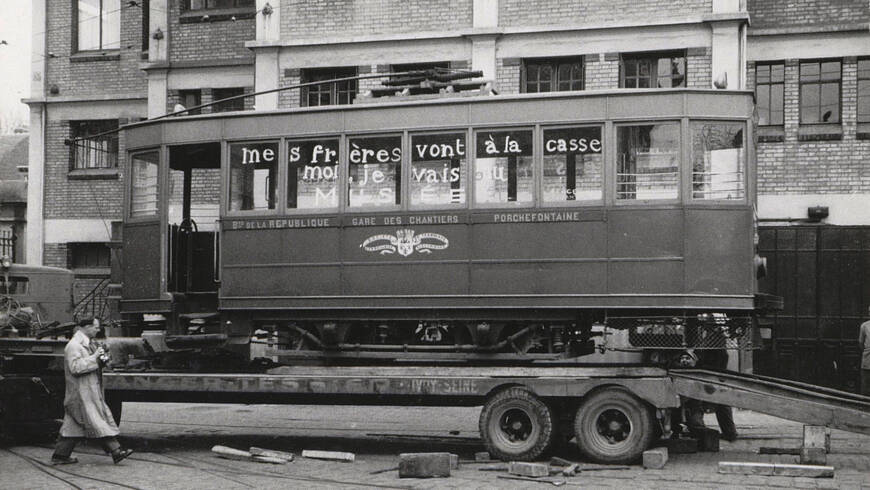 mes frères vont à la casse
moi, je vais au
MUSÉE
Bᵈ DE LA RÉPUBLIQUE GARE DES CHANTIERS PORCHEFONTAINE
IVRY-SEINE